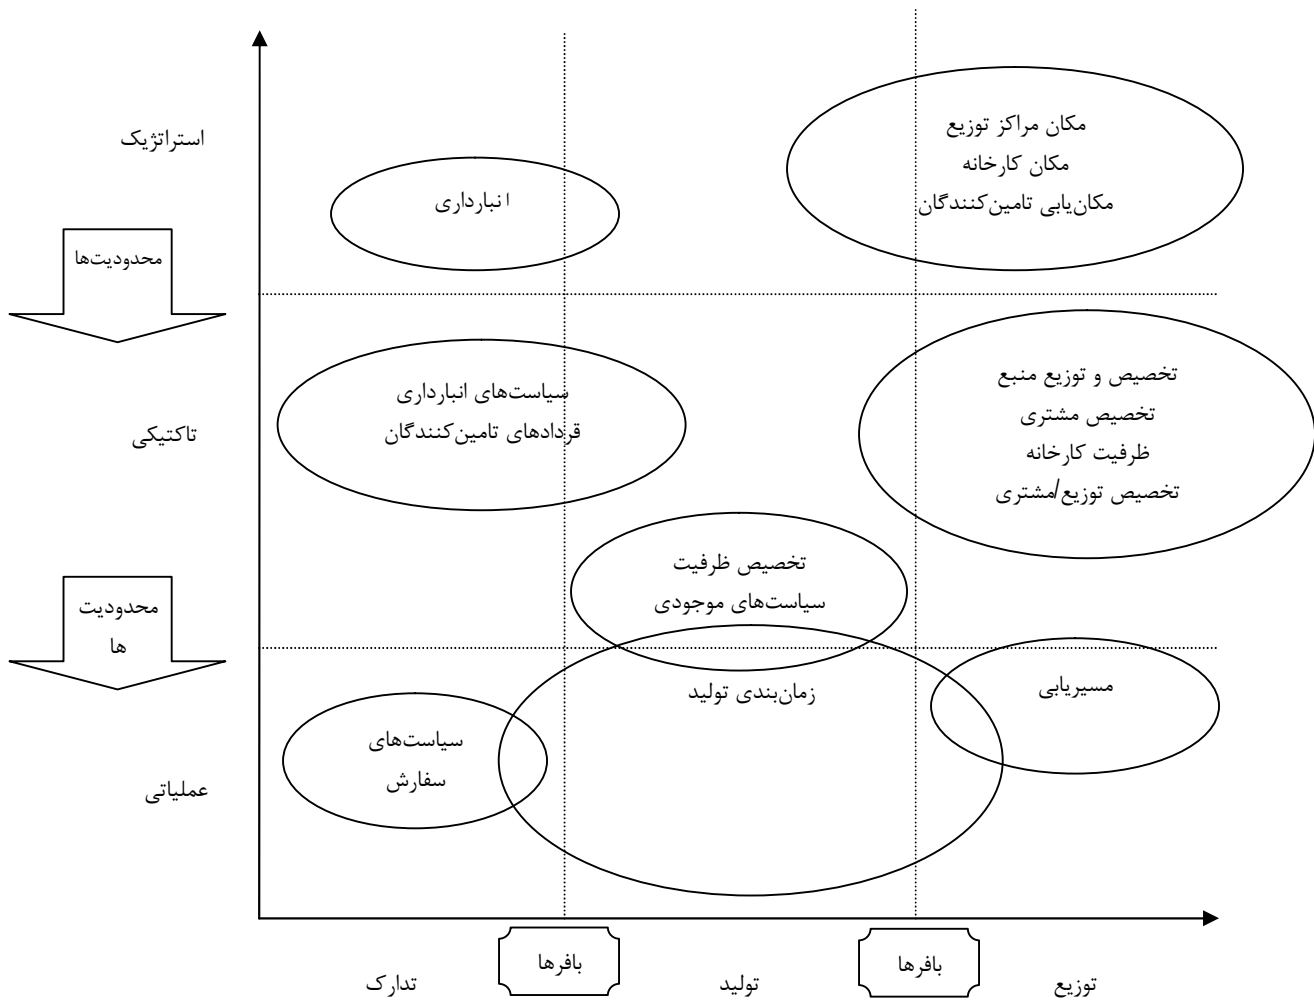 استراتژیک
مکان مراکز توزیع
مکان کارخانه
مکان‌یابی تامین‌کنندگان
انبارداری
محدودیت‌ها
تخصیص و توزیع منبع
تخصیص مشتری
ظرفیت کارخانه
تخصیص توزیع/مشتری
سیاست‌های انبارداری
قردادهای تامین‌کنندگان
تاکتیکی
تخصیص ظرفیت
سیاست‌های موجودی
محدودیت
ها
مسیریابی
زمان‌بندی تولید
سیاست‌های
سفارش
عملیاتی
بافرها
بافرها
توزیع
تولید
تدارک